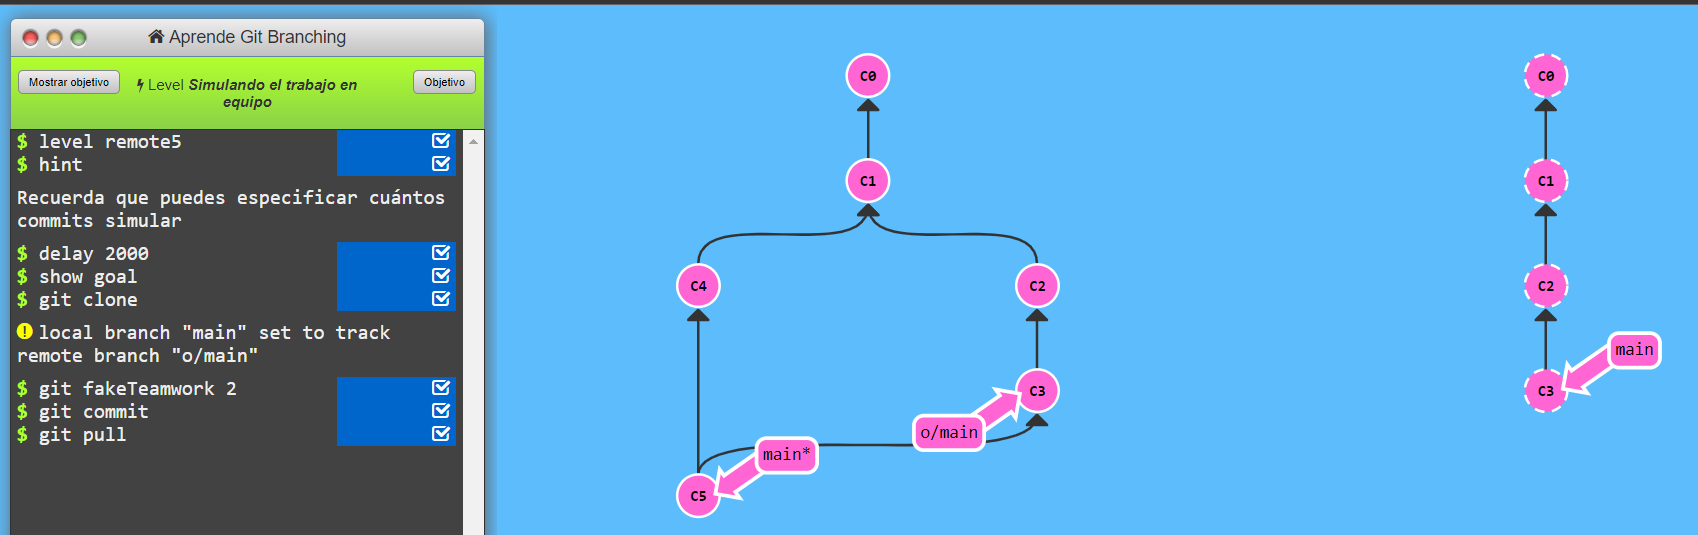 Aprende Git Branching
Mostrar objetivo
Level Simulando el trabajo en
equipo
Objetivo
$ level remote5
$ hint
Recuerda que puedes especificar cuántos
commits simular
$ delay 2000
$ show goal
$ git clone
local branch "main" set to track
remote branch "o/main"
$ git fakeTeamwork 2
$ git commit
$ git pull
C0
C1
C4
C2
C3
o/main
main*
C5
C0
C1
C2
main
C3